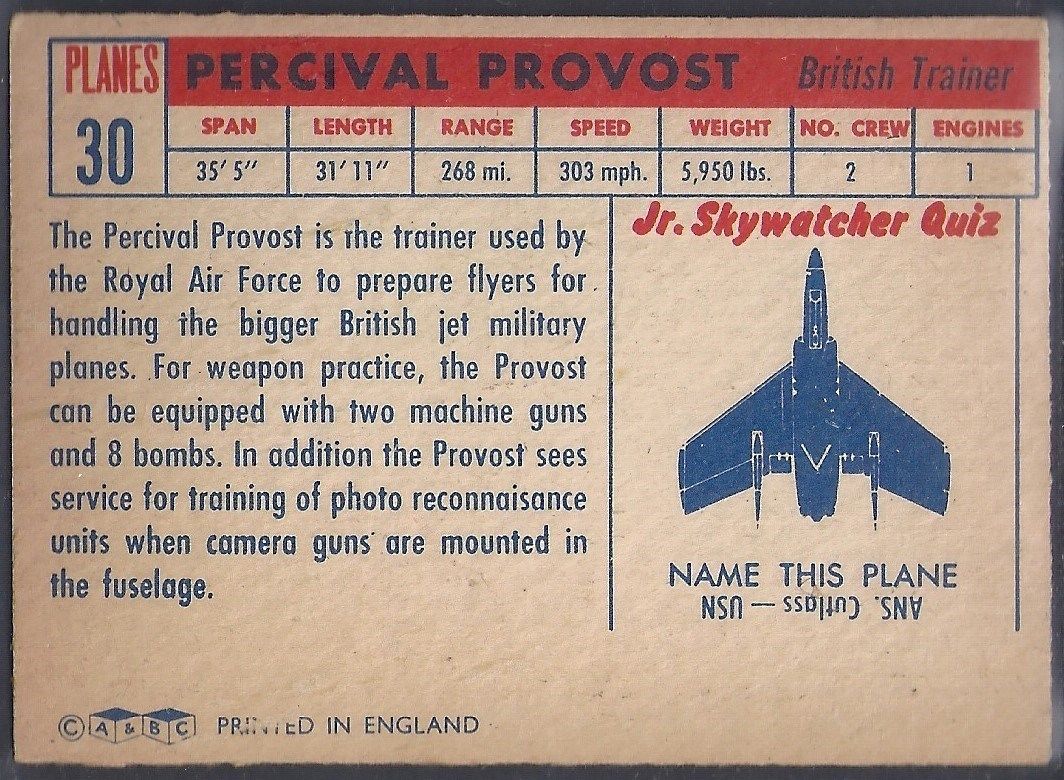 PLANES
30
PERCIVAL PROVOST British Trainer
SPAN LENGTH RANGE SPEED WEIGHT NO. CREW ENGINES
35' 5" 31' 11" 268 mi. 303 mph. 5,950 lbs. 2 1
The Percival Provost is the trainer used by
the Royal Air Force to prepare flyers for
handling the bigger British jet military
planes. For weapon practice, the Provost
can be equipped with two machine guns
and 8 bombs. In addition the Provost sees
service for training of photo reconnaisance
units when camera guns are mounted in
the fuselage.
Jr. Skywatcher Quiz
NAME THIS PLANE
ANS. Cutlass — USN
© A & B C PRINTED IN ENGLAND